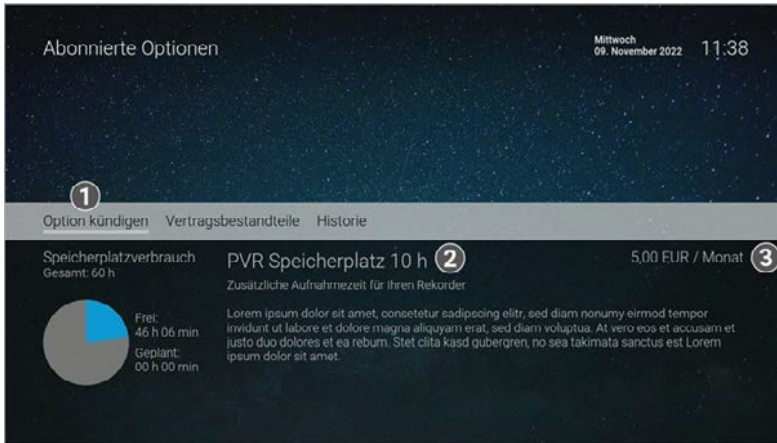 Abonnierte Optionen
Mittwoch
09. November 2022
11:38
1
Option kündigen Vertragsbestandteile Historie
Speicherplatzverbrauch
Gesamt: 60 h
PVR Speicherplatz 10 h 2
5,00 EUR / Monat 3
Zusätzliche Aufnahmezeit für Ihren Rekorder
Frei:
46 h 06 min
Geplant:
00 h 00 min
Lorem ipsum dolor sit amet, consetetur sadipscing elitr, sed diam nonumy eirmod tempor
invidunt ut labore et dolore magna aliquyam erat, sed diam voluptua. At vero eos et accusam et
justo duo dolores et ea rebum. Stet clita kasd gubergren, no sea takimata sanctus est Lorem
ipsum dolor sit amet.